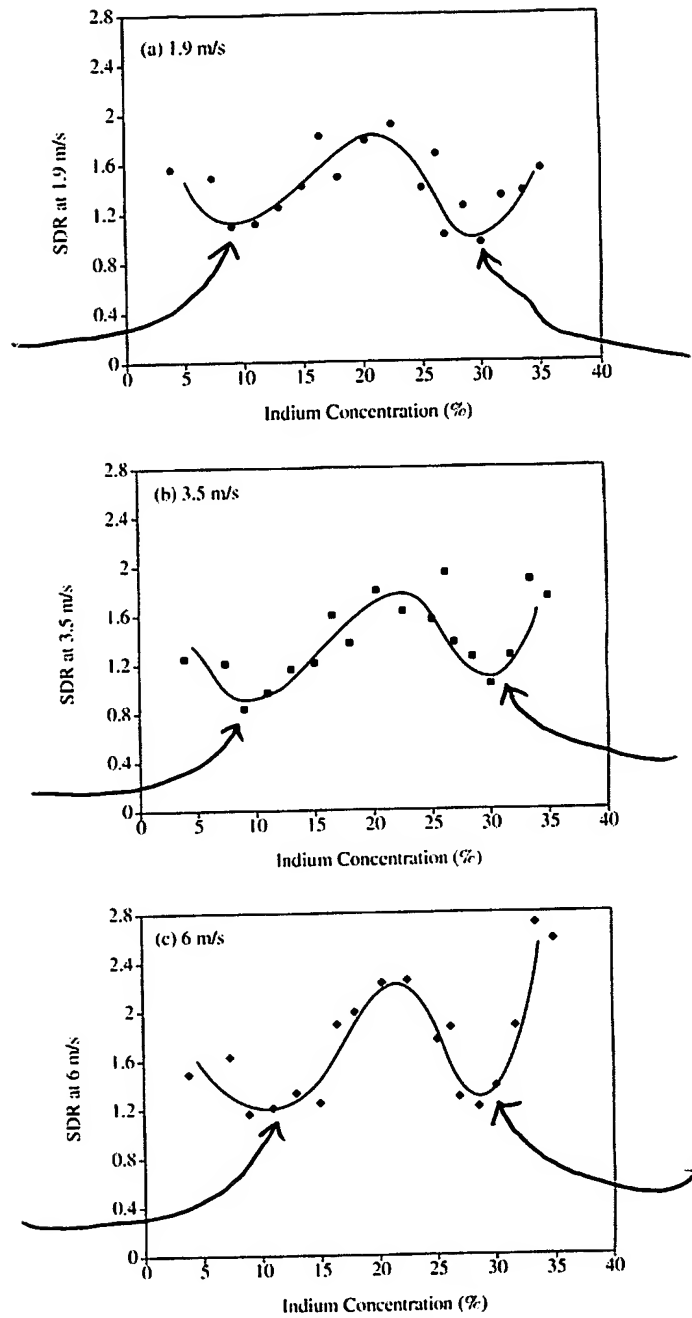 2.8
2.4
2
1.6
1.2
0.8
0.4
0
(a) 1.9 m/s
SDR at 1.9 m/s
0 5 10 15 20 25 30 35 40
Indium Concentration (%)
2.8
2.4
2
1.6
1.2
0.8
0.4
0
(b) 3.5 m/s
SDR at 3.5 m/s
0 5 10 15 20 25 30 35 40
Indium Concentration (%)
2.8
2.4
2
1.6
1.2
0.8
0.4
0
(c) 6 m/s
SDR at 6 m/s
0 5 10 15 20 25 30 35 40
Indium Concentration (%)